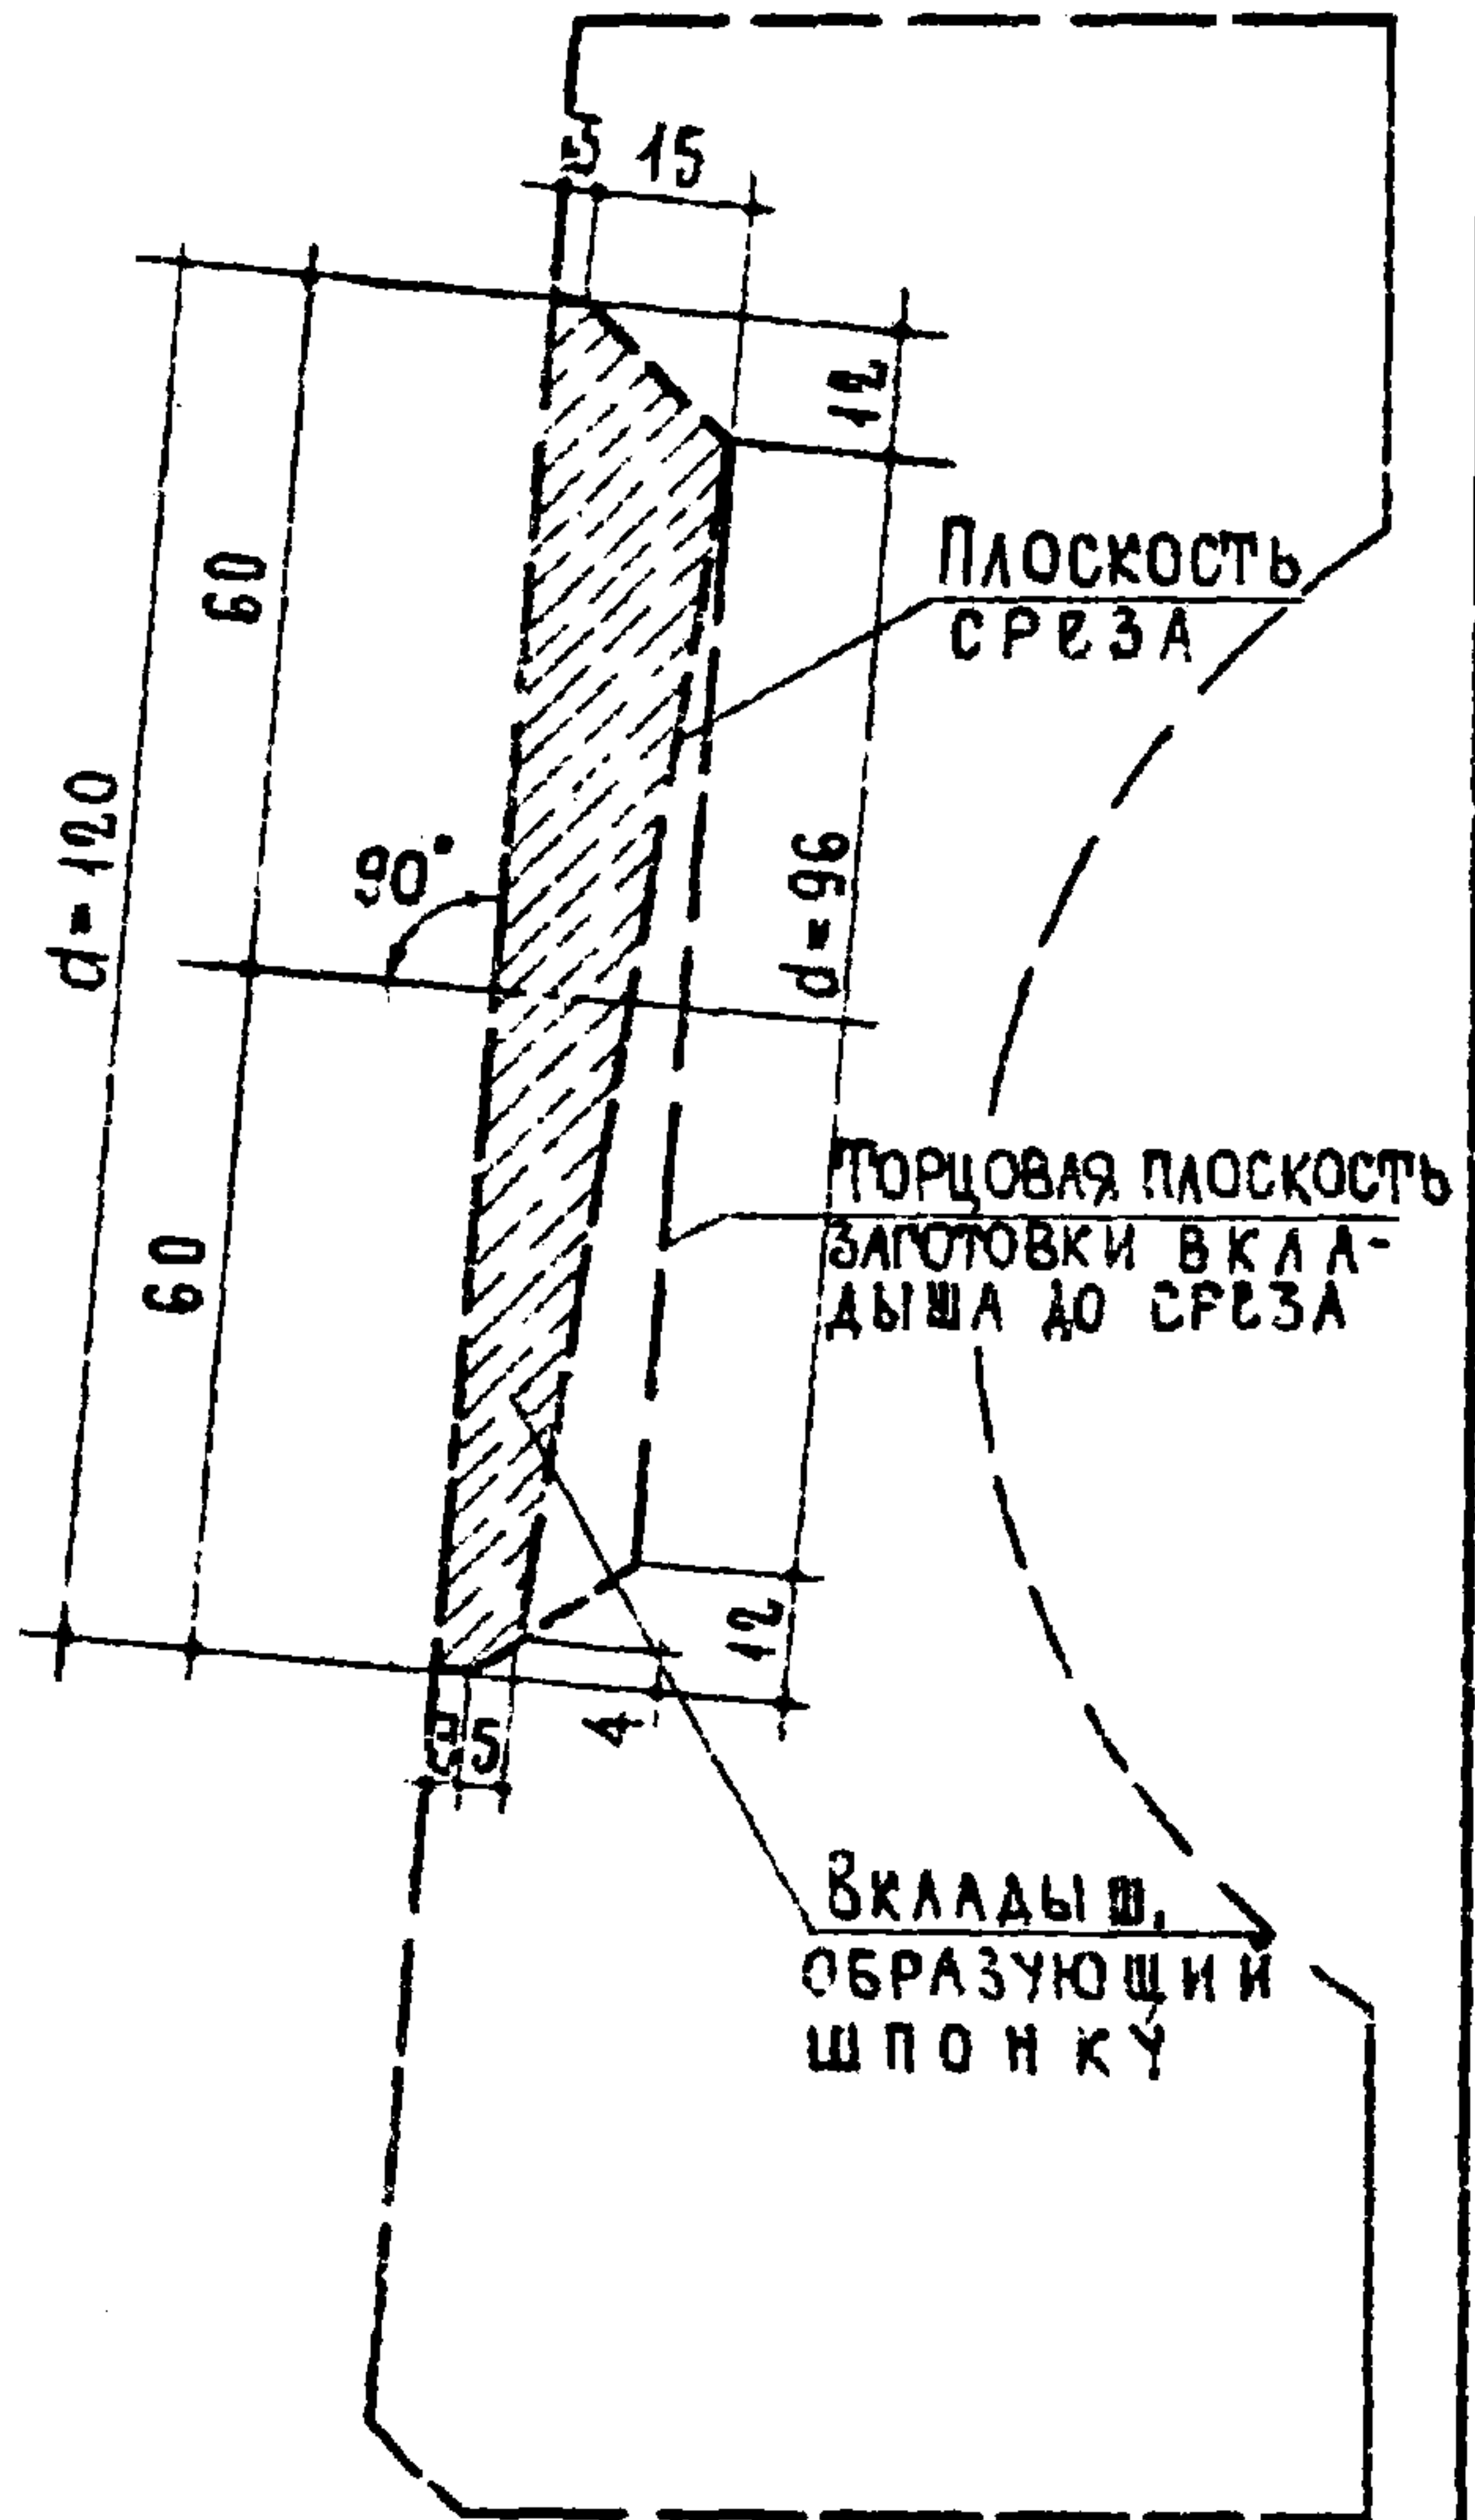 5 15
12
60
ПЛОСКОСТЬ
СРЕЗА
d=120
90°
d=96
ТОРЦОВАЯ ПЛОСКОСТЬ
ЗАГОТОВКИ ВКЛА-
ДЫША ДО СРЕЗА
60
12
4
5
ВКЛАДЫШ,
ОБРАЗУЮЩИЙ
ШПОНКУ